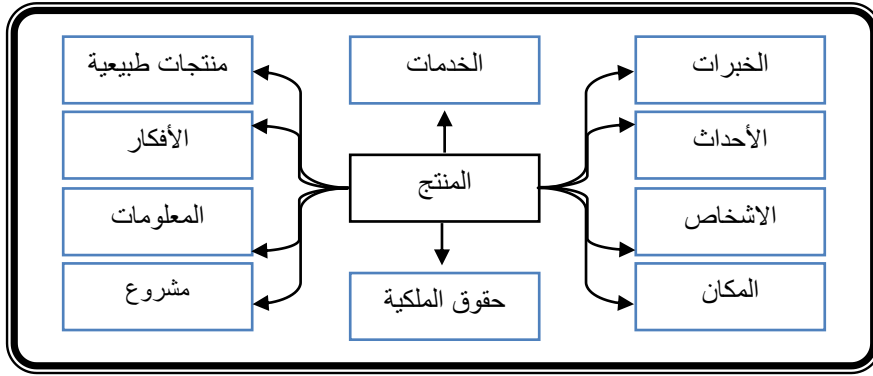 الخبرات
الخدمات
منتجات طبيعية
الأحداث
الأفكار
المنتج
الاشخاص
المعلومات
المكان
حقوق الملكية
مشروع